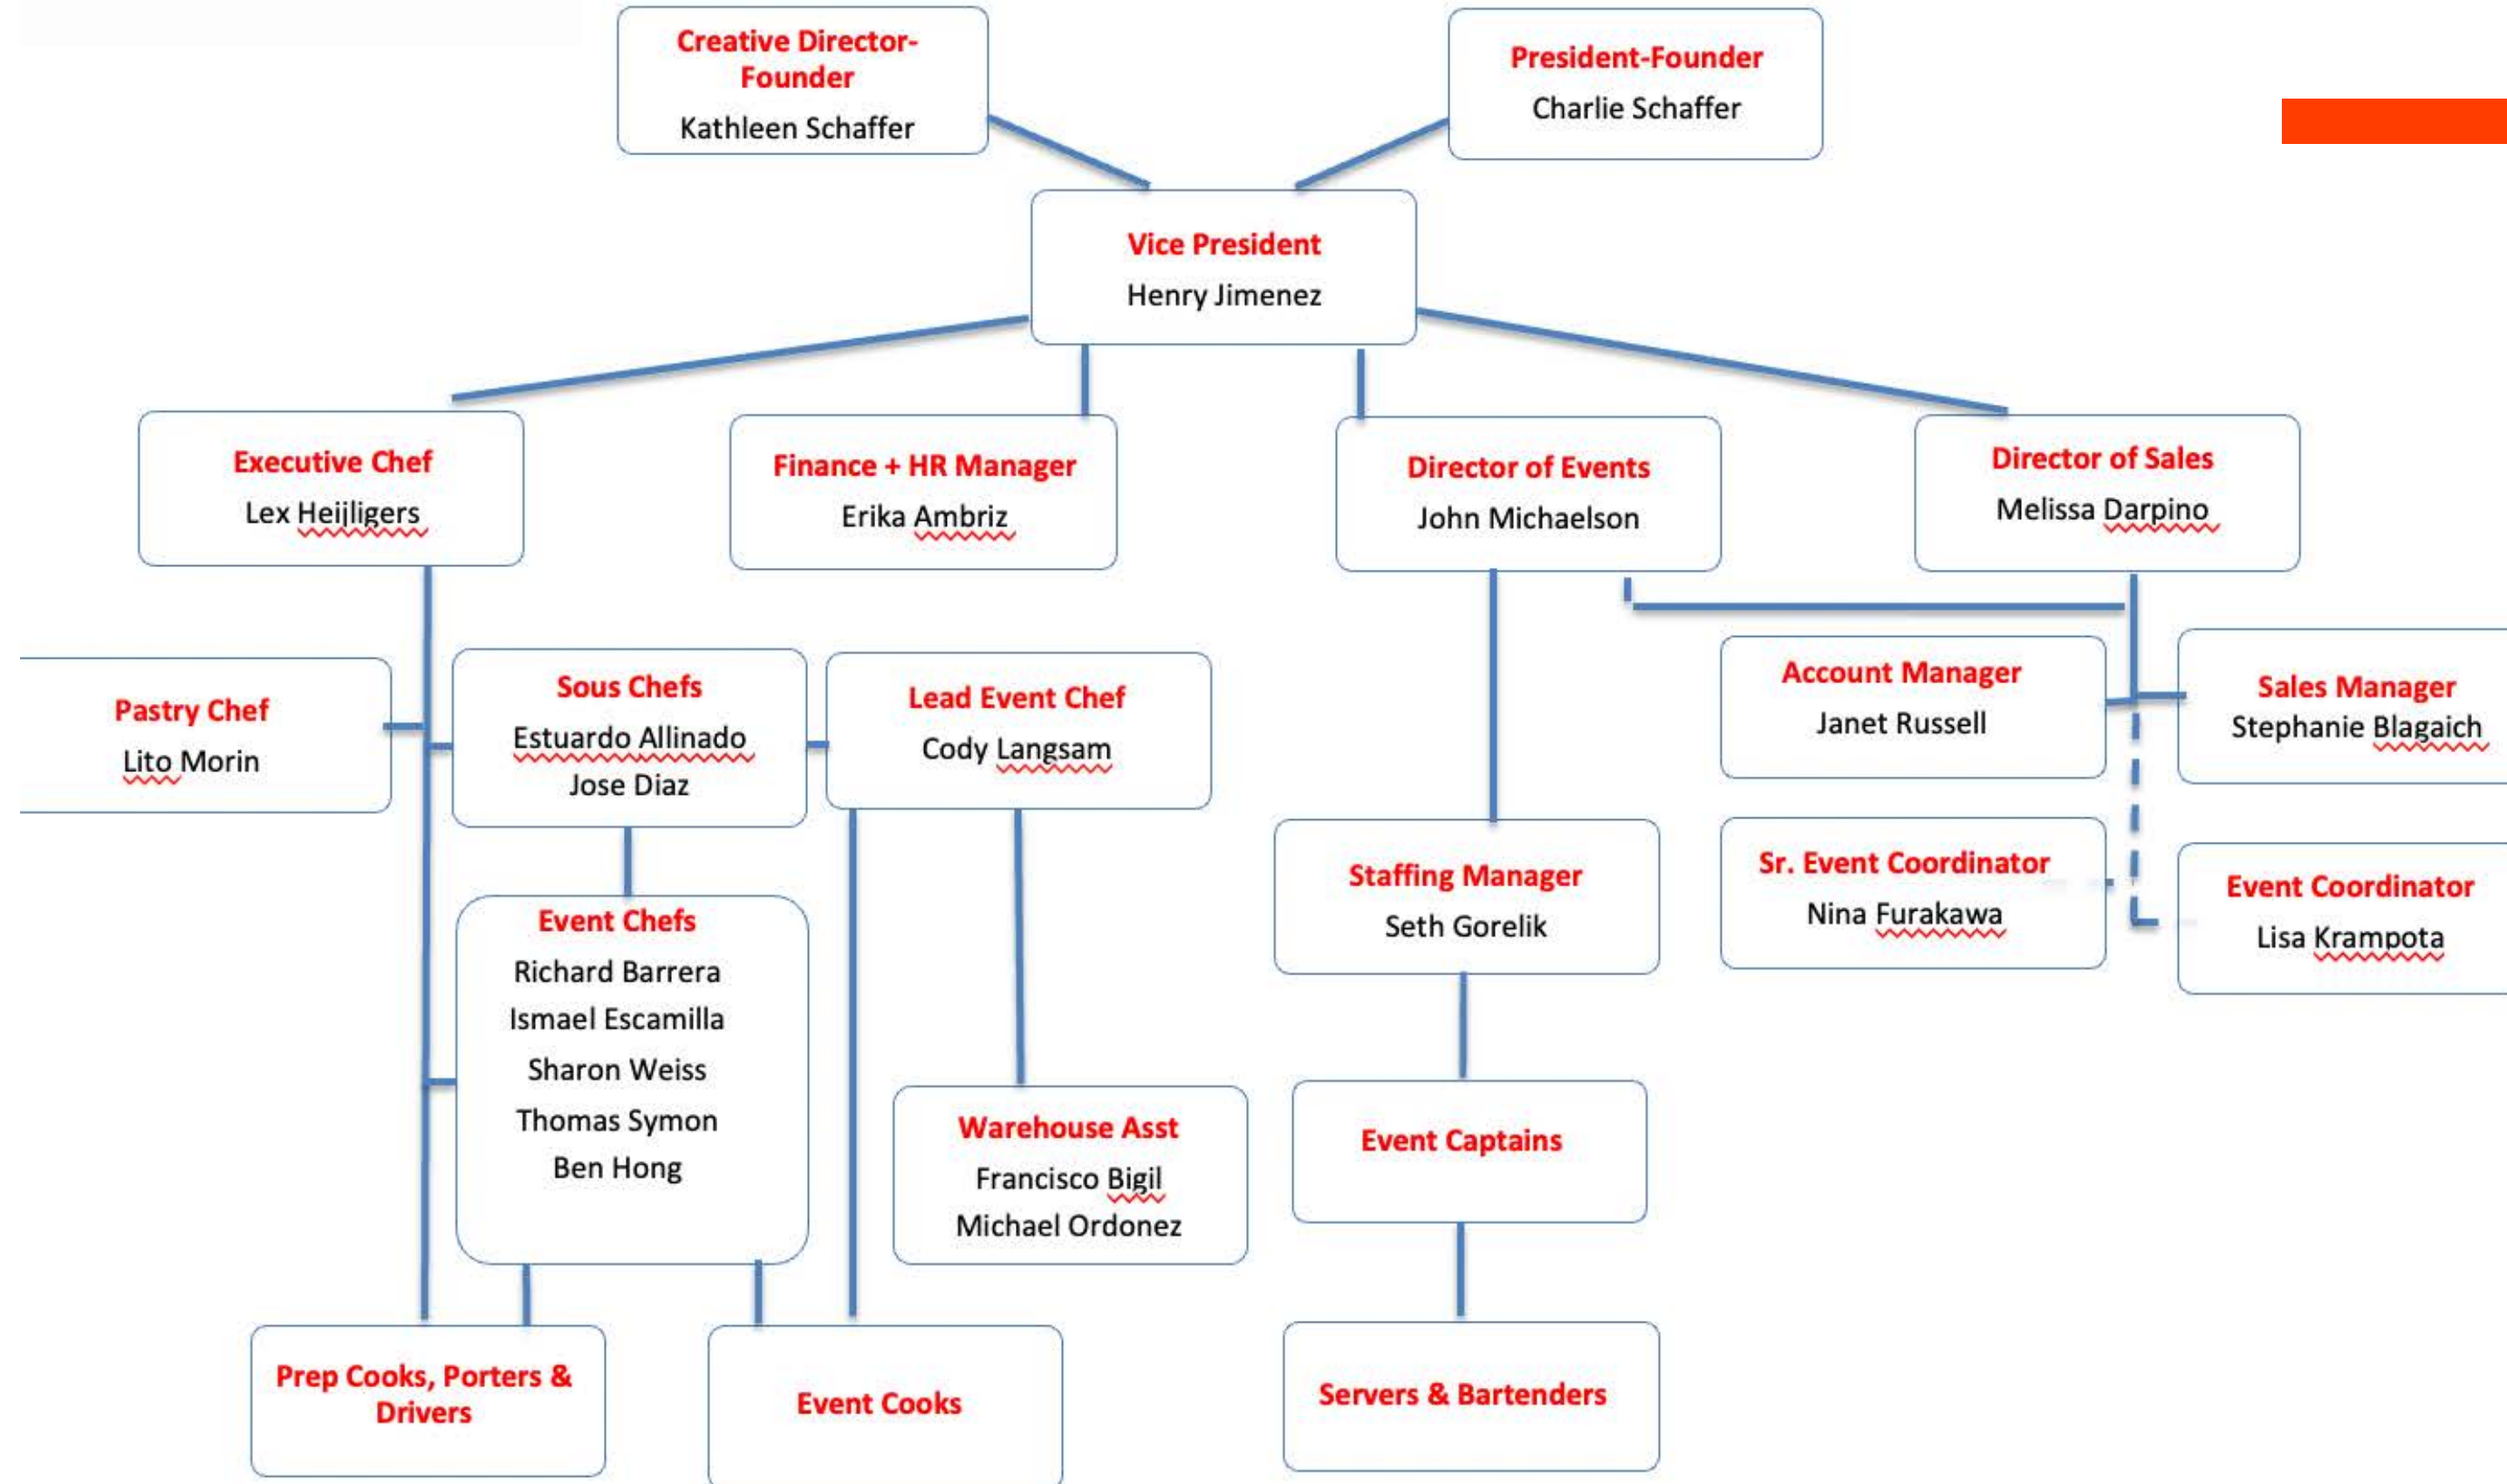 Creative Director-
Founder
Kathleen Schaffer
President-Founder
Charlie Schaffer
Vice President
Henry Jimenez
Executive Chef
Lex Heijligers
Finance + HR Manager
Erika Ambriz
Director of Events
John Michaelson
Director of Sales
Melissa Darpino
Pastry Chef
Lito Morin
Sous Chefs
Estuardo Allinado
Jose Diaz
Lead Event Chef
Cody Langsam
Account Manager
Janet Russell
Sales Manager
Stephanie Blagaich
Staffing Manager
Seth Gorelik
Sr. Event Coordinator
Nina Furakawa
Event Coordinator
Lisa Krampota
Event Chefs
Richard Barrera
Ismael Escamilla
Sharon Weiss
Thomas Symon
Ben Hong
Warehouse Asst
Francisco Bigil
Michael Ordonez
Event Captains
Prep Cooks, Porters &
Drivers
Event Cooks
Servers & Bartenders